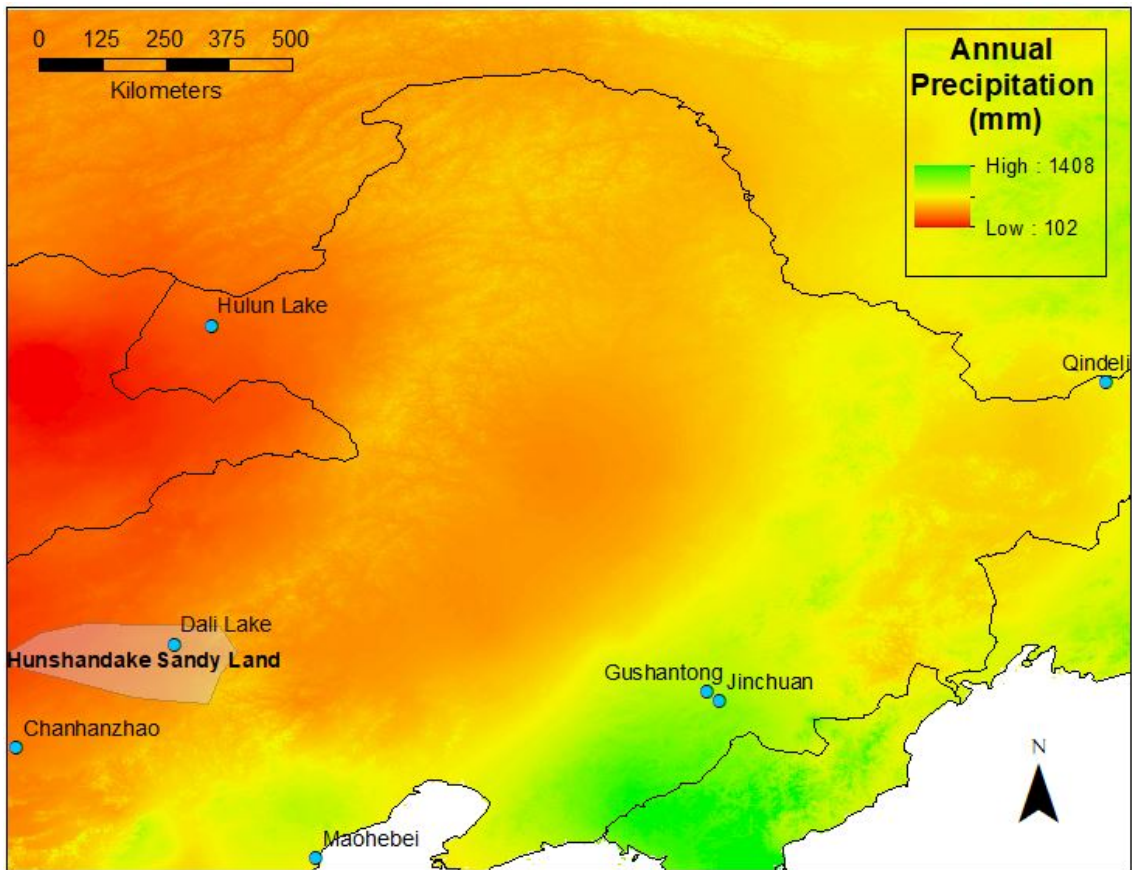 0 125 250 375 500
Kilometers
Annual
Precipitation
(mm)
High : 1408
Low : 102
Hulun Lake
Qindeli
Dali Lake
Hunshandake Sandy Land
Gushantong
Jinchuan
Chanhanzhao
N
Maohebei